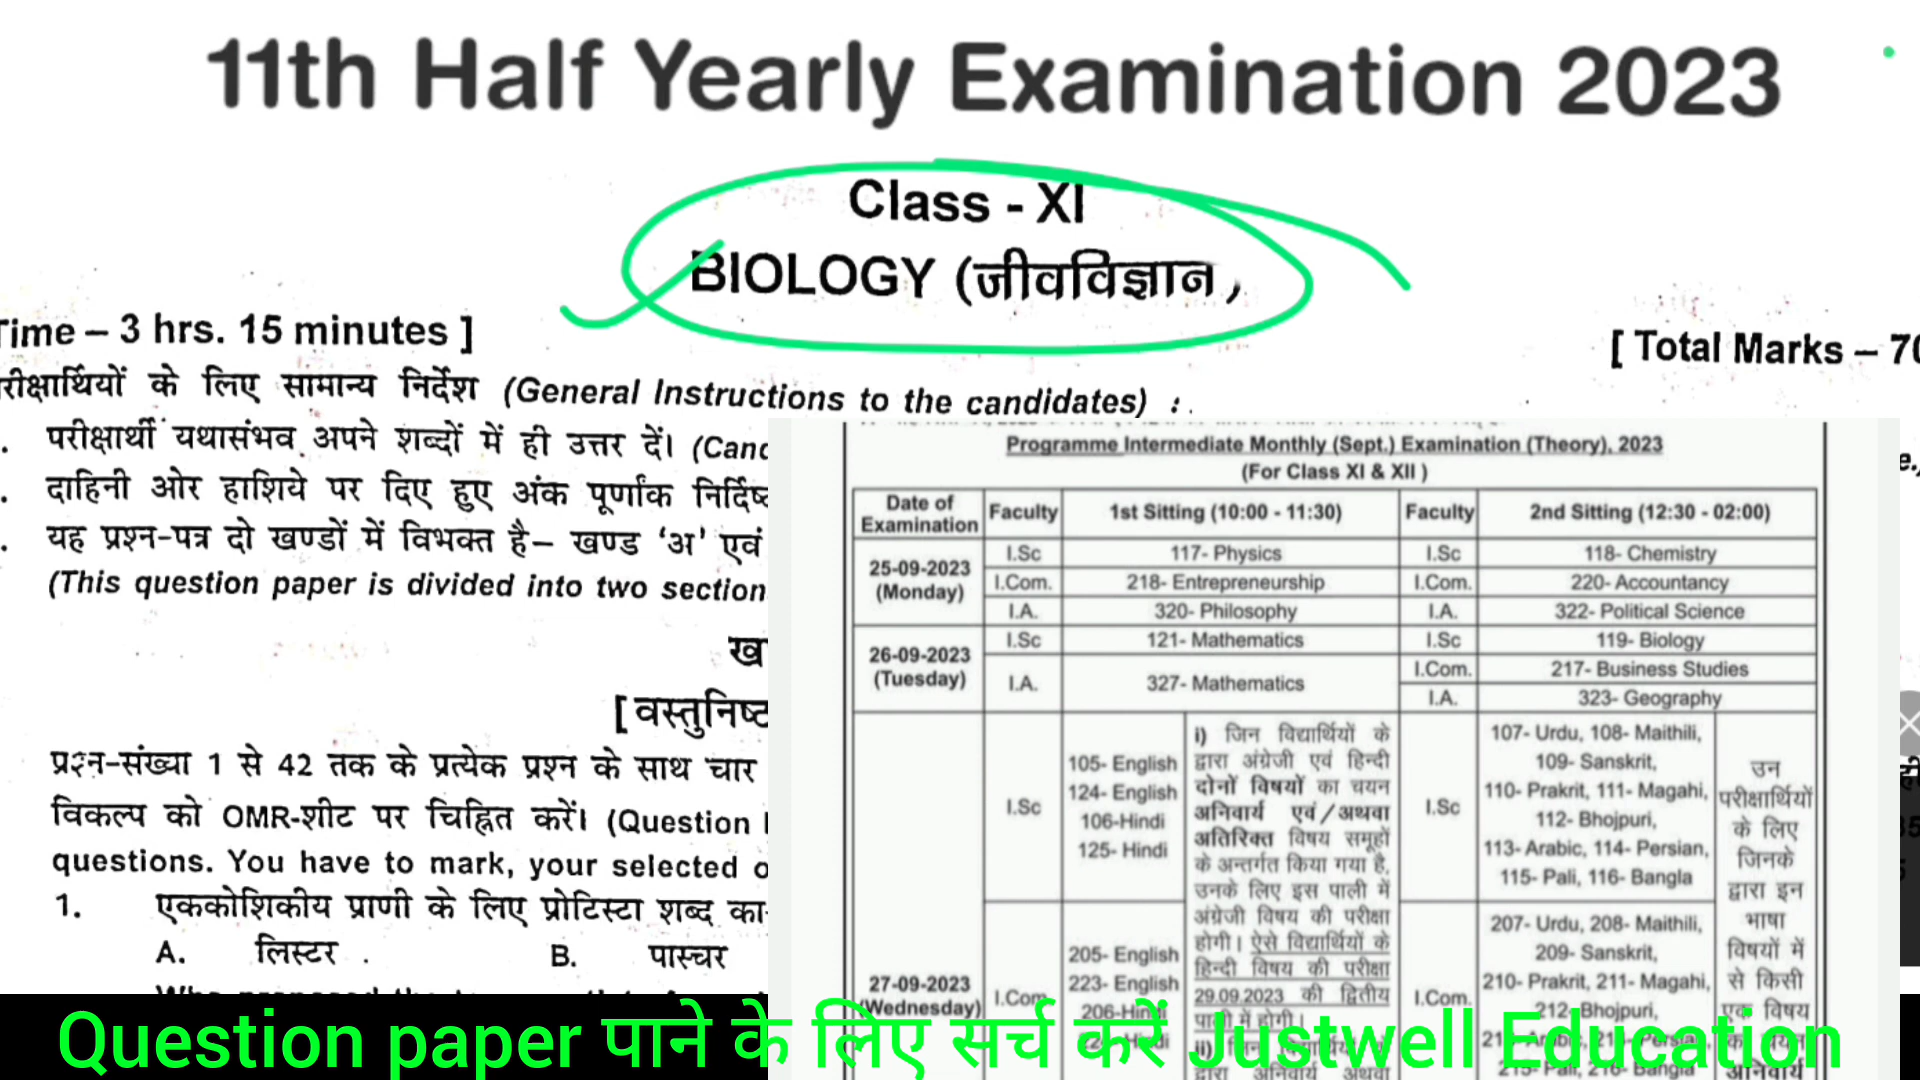 11th Half Yearly Examination 2023
Class - XI
BIOLOGY (जीवविज्ञान)
Time – 3 hrs. 15 minutes ]
[ Total Marks – 70
परीक्षार्थियों के लिए सामान्य निर्देश (General Instructions to the candidates) :
परीक्षार्थी यथासंभव अपने शब्दों में ही उत्तर दें। (Canc
दाहिनी ओर हाशिये पर दिए हुए अंक पूर्णांक निर्दिष्ट
यह प्रश्न-पत्र दो खण्डों में विभक्त है– खण्ड ‘अ’ एवं
(This question paper is divided into two section
[ वस्तुनिष्ट
प्रश्न-संख्या 1 से 42 तक के प्रत्येक प्रश्न के साथ चार
विकल्प को OMR-शीट पर चिह्नित करें। (Question
questions. You have to mark, your selected o
1. एककोशिकीय प्राणी के लिए प्रोटिस्टा शब्द का
A. लिस्टर B. पास्चर
Programme Intermediate Monthly (Sept.) Examination (Theory), 2023
(For Class XI & XII )
Date of Examination Faculty 1st Sitting (10:00 - 11:30) Faculty 2nd Sitting (12:30 - 02:00)
25-09-2023 (Monday)
I.Sc 117- Physics I.Sc 118- Chemistry
I.Com. 218- Entrepreneurship I.Com. 220- Accountancy
I.A. 320- Philosophy I.A. 322- Political Science
26-09-2023 (Tuesday)
I.Sc 121- Mathematics I.Sc 119- Biology
I.A. 327- Mathematics I.Com. 217- Business Studies
I.A. 323- Geography
27-09-2023
(Wednesday)
I.Sc
105- English
124- English
106-Hindi
125- Hindi
i) जिन विद्यार्थियों के
द्वारा अंग्रेजी एवं हिन्दी
दोनों विषयों का चयन
अनिवार्य एवं/अथवा
अतिरिक्त विषय समूहों
के अन्तर्गत किया गया है,
उनके लिए इस पाली में
अंग्रेजी विषय की परीक्षा
होगी। ऐसे विद्यार्थियों के
हिन्दी विषय की परीक्षा
29.09.2023 की द्वितीय
पाली में होगी।
I.Sc
107- Urdu, 108- Maithili,
109- Sanskrit,
110- Prakrit, 111- Magahi,
112- Bhojpuri,
113- Arabic, 114- Persian,
115- Pali, 116- Bangla
उन
परीक्षार्थियों
के लिए
जिनके
द्वारा इन
भाषा
विषयों में
से किसी
एक विषय
I.Com.
205- English
223- English
206-Hindi
I.Com.
207- Urdu, 208- Maithili,
209- Sanskrit,
210- Prakrit, 211- Magahi,
212- Bhojpuri,
215- Pali, 216- Bangla
अनिवार्य
Question paper पाने के लिए सर्च करें Justwell Education